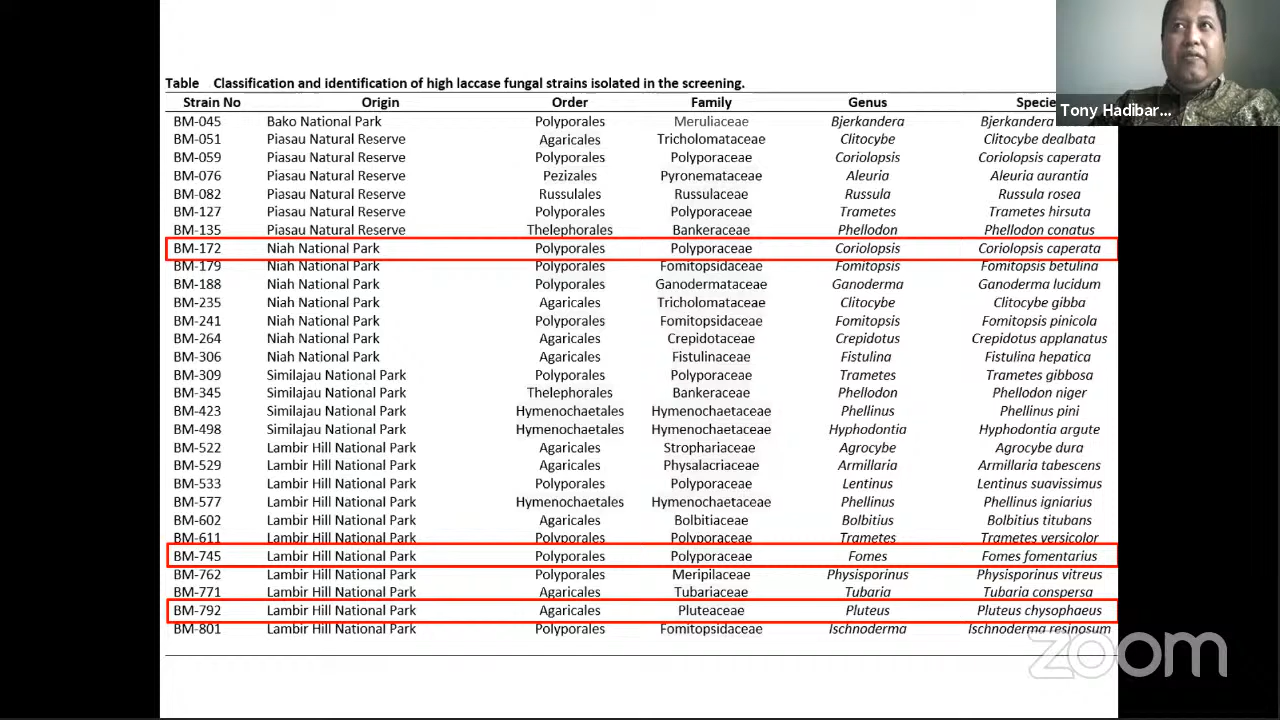 Table Classification and identification of high laccase fungal strains isolated in the screening.
Strain No Origin Order Family Genus
BM-045 Bako National Park Polyporales Meruliaceae Bjerkandera Bjerkandera
Tony Hadibar...
BM-051 Piasau Natural Reserve Agaricales Tricholomataceae Clitocybe Clitocybe dealbata
BM-059 Piasau Natural Reserve Polyporales Polyporaceae Coriolopsis Coriolopsis caperata
BM-076 Piasau Natural Reserve Pezizales Pyronemataceae Aleuria Aleuria aurantia
BM-082 Piasau Natural Reserve Russulales Russulaceae Russula Russula rosea
BM-127 Piasau Natural Reserve Polyporales Polyporaceae Trametes Trametes hirsuta
BM-135 Piasau Natural Reserve Thelephorales Bankeraceae Phellodon Phellodon conatus
BM-172 Niah National Park Polyporales Polyporaceae Coriolopsis Coriolopsis caperata
BM-179 Niah National Park Polyporales Fomitopsidaceae Fomitopsis Fomitopsis betulina
BM-188 Niah National Park Polyporales Ganodermataceae Ganoderma Ganoderma lucidum
BM-235 Niah National Park Agaricales Tricholomataceae Clitocybe Clitocybe gibba
BM-241 Niah National Park Polyporales Fomitopsidaceae Fomitopsis Fomitopsis pinicola
BM-264 Niah National Park Agaricales Crepidotaceae Crepidotus Crepidotus applanatus
BM-306 Niah National Park Agaricales Fistulinaceae Fistulina Fistulina hepatica
BM-309 Similajau National Park Polyporales Polyporaceae Trametes Trametes gibbosa
BM-345 Similajau National Park Thelephorales Bankeraceae Phellodon Phellodon niger
BM-423 Similajau National Park Hymenochaetales Hymenochaetaceae Phellinus Phellinus pini
BM-498 Similajau National Park Hymenochaetales Hymenochaetaceae Hyphodontia Hyphodontia argute
BM-522 Lambir Hill National Park Agaricales Strophariaceae Agrocybe Agrocybe dura
BM-529 Lambir Hill National Park Agaricales Physalacriaceae Armillaria Armillaria tabescens
BM-533 Lambir Hill National Park Polyporales Polyporaceae Lentinus Lentinus suavissimus
BM-577 Lambir Hill National Park Hymenochaetales Hymenochaetaceae Phellinus Phellinus igniarius
BM-602 Lambir Hill National Park Agaricales Bolbitiaceae Bolbitius Bolbitius titubans
BM-611 Lambir Hill National Park Polyporales Polyporaceae Trametes Trametes versicolor
BM-745 Lambir Hill National Park Polyporales Polyporaceae Fomes Fomes fomentarius
BM-762 Lambir Hill National Park Polyporales Meripilaceae Physisporinus Physisporinus vitreus
BM-771 Lambir Hill National Park Agaricales Tubariaceae Tubaria Tubaria conspersa
BM-792 Lambir Hill National Park Agaricales Pluteaceae Pluteus Pluteus chysophaeus
BM-801 Lambir Hill National Park Polyporales Fomitopsidaceae Ischnoderma Ischnoderma resinosum
zoom